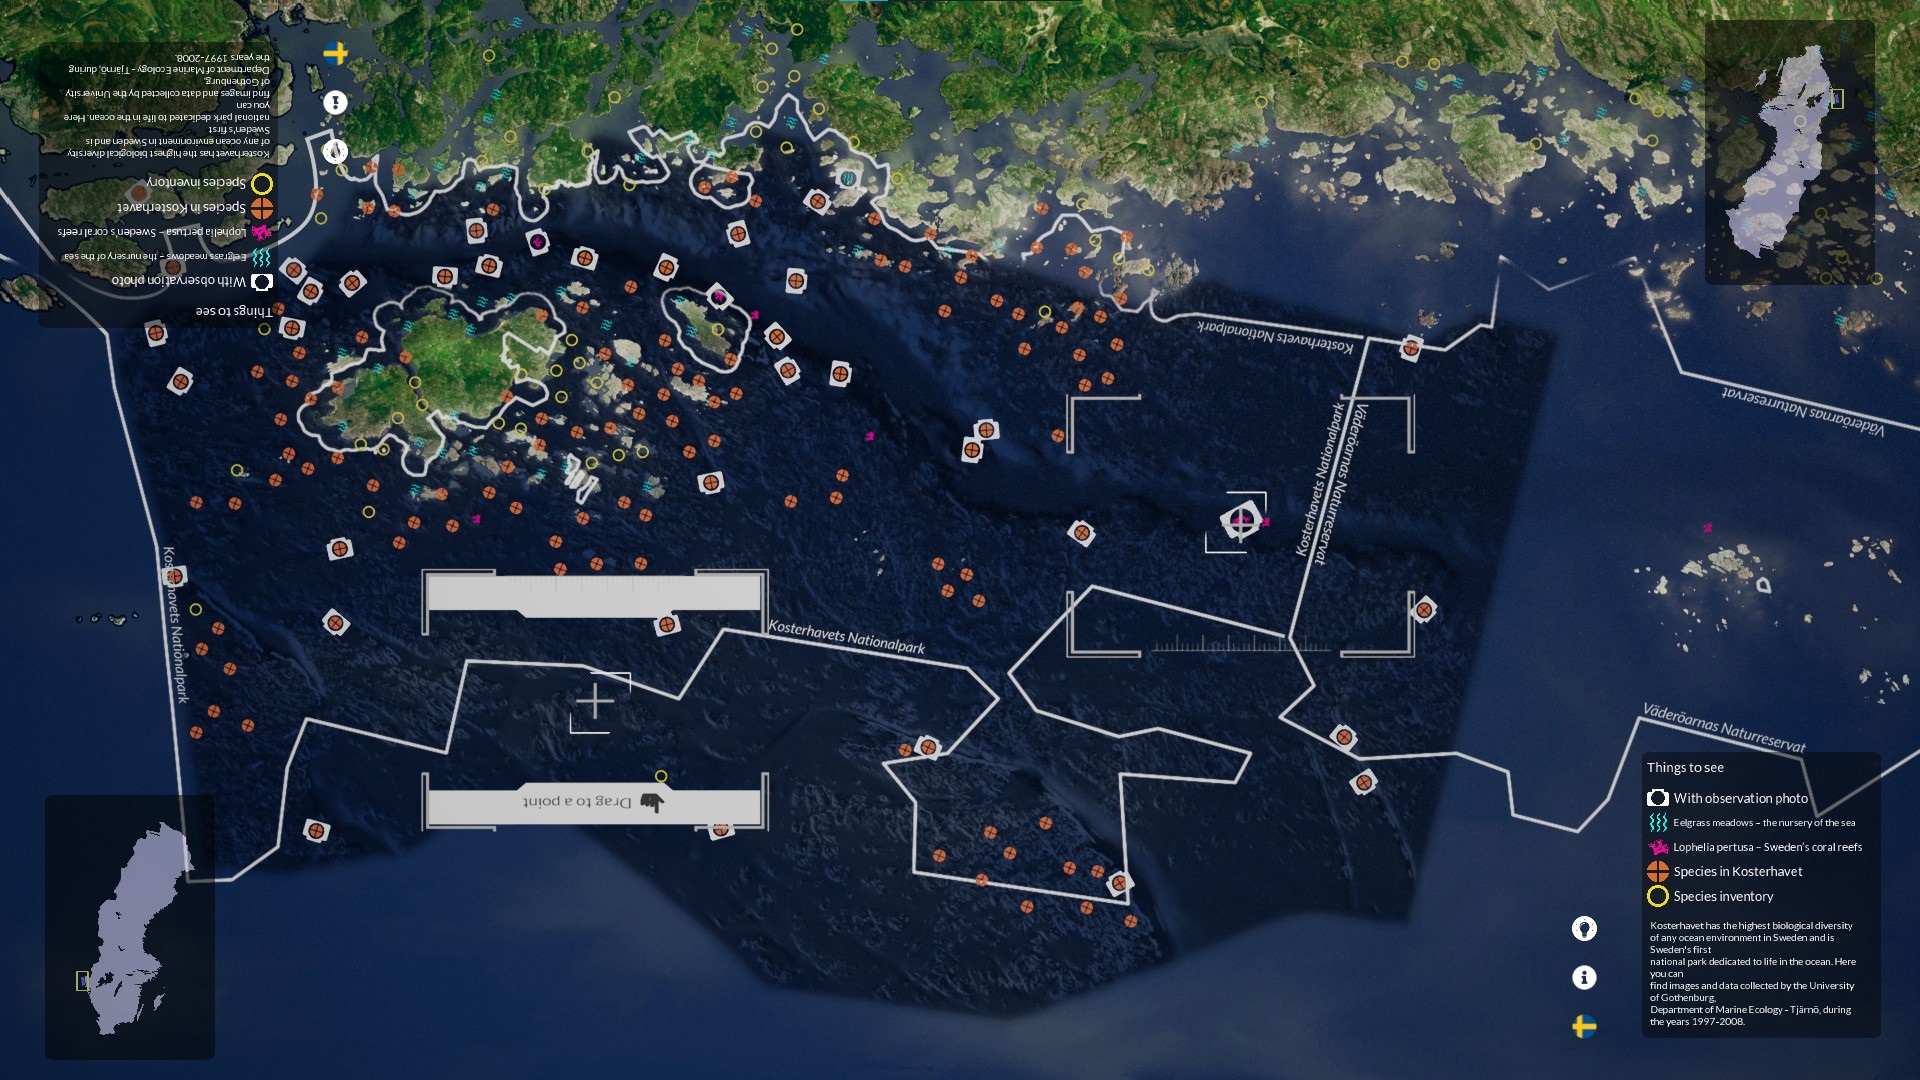 the years 1997-2008.
Department of Marine Ecology - Tjärnö, during
of Gothenburg,
find images and data collected by the University
you can
national park dedicated to life in the ocean. Here
Sweden's first
of any ocean environment in Sweden and is
Kosterhavet has the highest biological diversity
Species inventory
Species in Kosterhavet
Lophelia pertusa – Sweden's coral reefs
Eelgrass meadows – the nursery of the sea
With observation photo
Things to see
Kosterhavets Nationalpark
Väderöarnas Naturreservat
Kosterhavets Nationalpark
Väderöarnas Naturreservat
Kosterhavets Nationalpark
Kosterhavets Nationalpark
Väderöarnas Naturreservat
Drag to a point
Things to see
With observation photo
Eelgrass meadows – the nursery of the sea
Lophelia pertusa – Sweden's coral reefs
Species in Kosterhavet
Species inventory
Kosterhavet has the highest biological diversity
of any ocean environment in Sweden and is
Sweden's first
national park dedicated to life in the ocean. Here
you can
find images and data collected by the University
of Gothenburg,
Department of Marine Ecology - Tjärnö, during
the years 1997-2008.